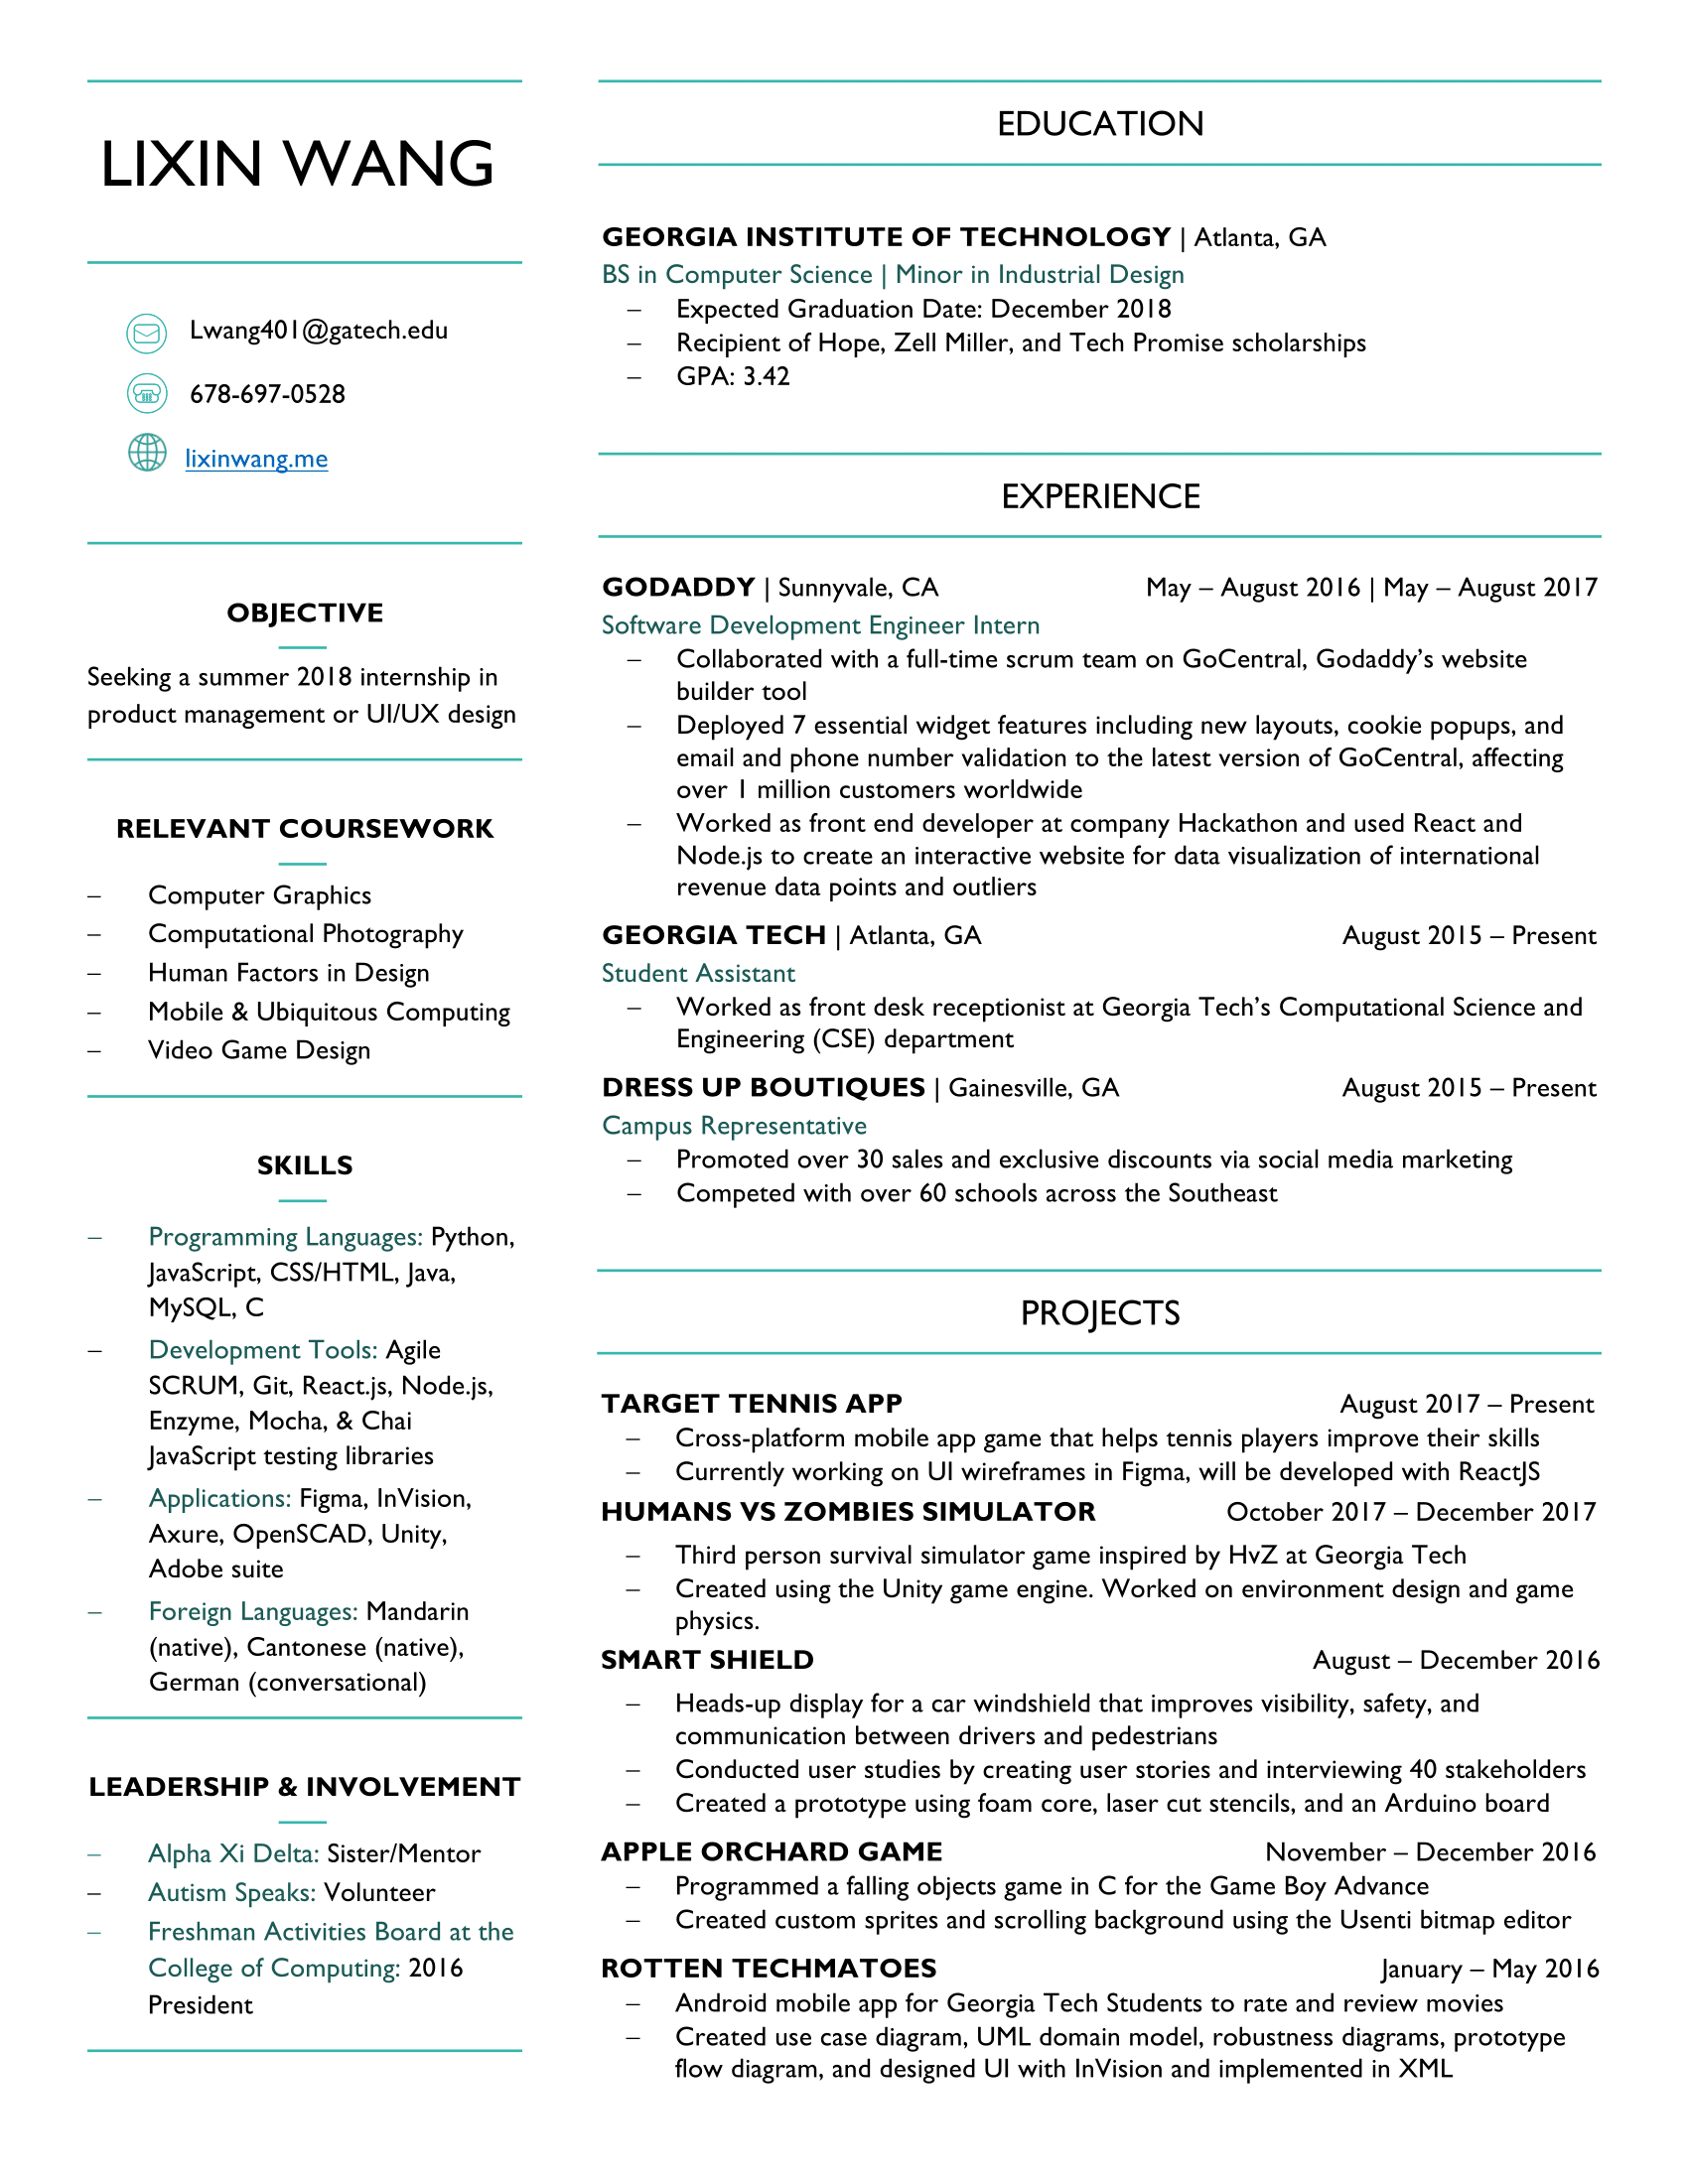 LIXIN WANG
Lwang401@gatech.edu
678-697-0528
lixinwang.me
OBJECTIVE
Seeking a summer 2018 internship in
product management or UI/UX design
RELEVANT COURSEWORK
– Computer Graphics
– Computational Photography
– Human Factors in Design
– Mobile & Ubiquitous Computing
– Video Game Design
SKILLS
– Programming Languages: Python,
JavaScript, CSS/HTML, Java,
MySQL, C
– Development Tools: Agile
SCRUM, Git, React.js, Node.js,
Enzyme, Mocha, & Chai
JavaScript testing libraries
– Applications: Figma, InVision,
Axure, OpenSCAD, Unity,
Adobe suite
– Foreign Languages: Mandarin
(native), Cantonese (native),
German (conversational)
LEADERSHIP & INVOLVEMENT
– Alpha Xi Delta: Sister/Mentor
– Autism Speaks: Volunteer
– Freshman Activities Board at the
College of Computing: 2016
President
EDUCATION
GEORGIA INSTITUTE OF TECHNOLOGY | Atlanta, GA
BS in Computer Science | Minor in Industrial Design
– Expected Graduation Date: December 2018
– Recipient of Hope, Zell Miller, and Tech Promise scholarships
– GPA: 3.42
EXPERIENCE
GODADDY | Sunnyvale, CA May – August 2016 | May – August 2017
Software Development Engineer Intern
– Collaborated with a full-time scrum team on GoCentral, Godaddy's website
builder tool
– Deployed 7 essential widget features including new layouts, cookie popups, and
email and phone number validation to the latest version of GoCentral, affecting
over 1 million customers worldwide
– Worked as front end developer at company Hackathon and used React and
Node.js to create an interactive website for data visualization of international
revenue data points and outliers
GEORGIA TECH | Atlanta, GA August 2015 – Present
Student Assistant
– Worked as front desk receptionist at Georgia Tech's Computational Science and
Engineering (CSE) department
DRESS UP BOUTIQUES | Gainesville, GA August 2015 – Present
Campus Representative
– Promoted over 30 sales and exclusive discounts via social media marketing
– Competed with over 60 schools across the Southeast
PROJECTS
TARGET TENNIS APP August 2017 – Present
– Cross-platform mobile app game that helps tennis players improve their skills
– Currently working on UI wireframes in Figma, will be developed with ReactJS
HUMANS VS ZOMBIES SIMULATOR October 2017 – December 2017
– Third person survival simulator game inspired by HvZ at Georgia Tech
– Created using the Unity game engine. Worked on environment design and game
physics.
SMART SHIELD August – December 2016
– Heads-up display for a car windshield that improves visibility, safety, and
communication between drivers and pedestrians
– Conducted user studies by creating user stories and interviewing 40 stakeholders
– Created a prototype using foam core, laser cut stencils, and an Arduino board
APPLE ORCHARD GAME November – December 2016
– Programmed a falling objects game in C for the Game Boy Advance
– Created custom sprites and scrolling background using the Usenti bitmap editor
ROTTEN TECHMATOES January – May 2016
– Android mobile app for Georgia Tech Students to rate and review movies
– Created use case diagram, UML domain model, robustness diagrams, prototype
flow diagram, and designed UI with InVision and implemented in XML